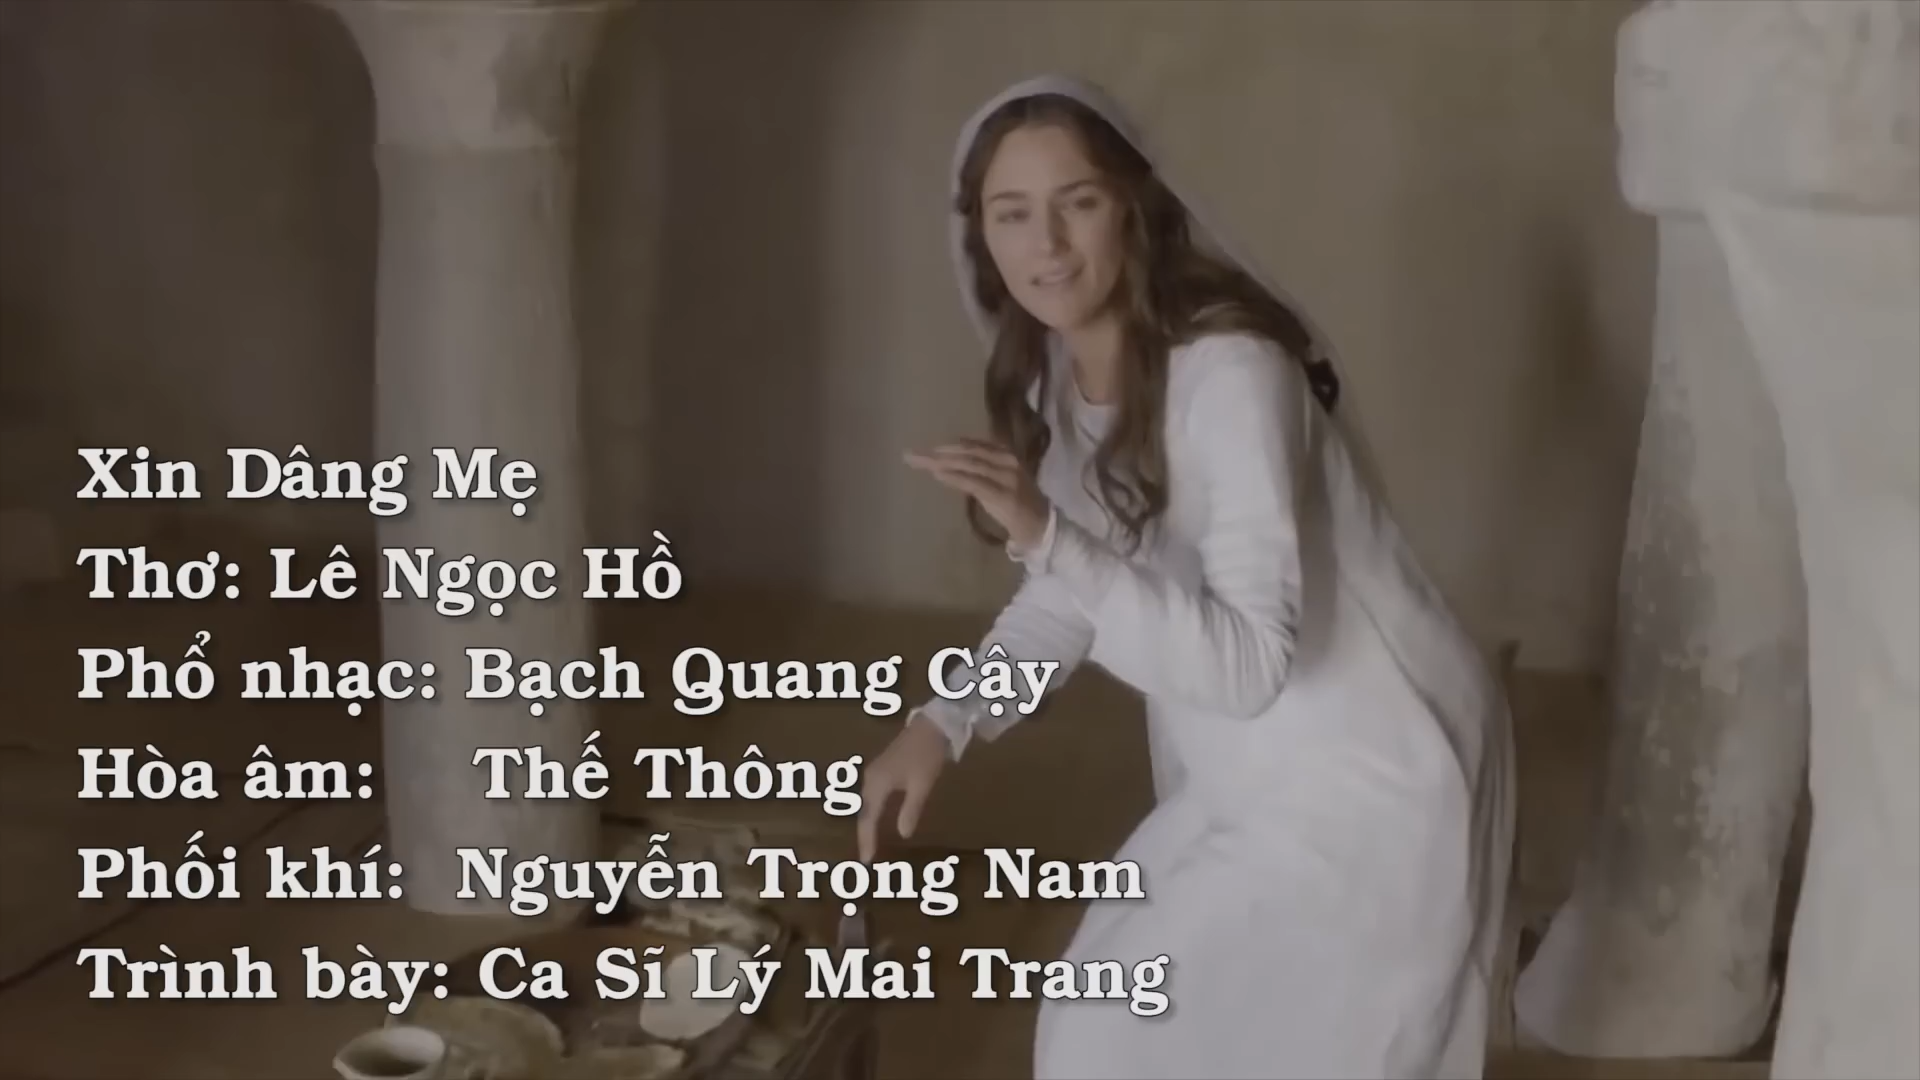 Xin Dâng Mẹ
Thơ: Lê Ngọc Hồ
Phổ nhạc: Bạch Quang Cậy
Hòa âm: Thế Thông
Phối khí: Nguyễn Trọng Nam
Trình bày: Ca Sĩ Lý Mai Trang